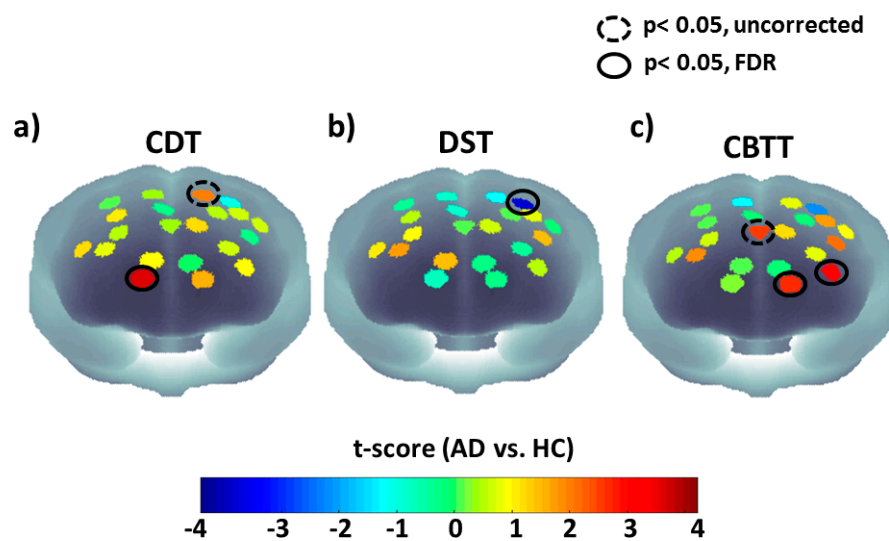 p< 0.05, uncorrected
p< 0.05, FDR
a)
CDT
b)
DST
c)
CBTT
t-score (AD vs. HC)
-4 -3 -2 -1 0 1 2 3 4